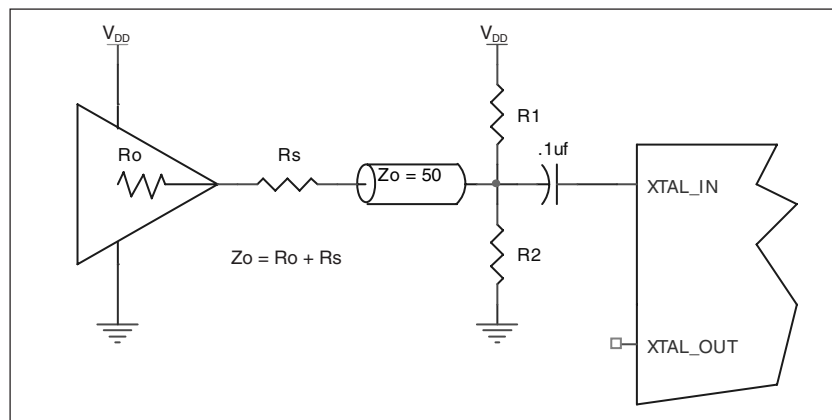 VDD
VDD
R1
Ro
Rs
Zo = 50
.1uf
XTAL_IN
Zo = Ro + Rs
R2
XTAL_OUT